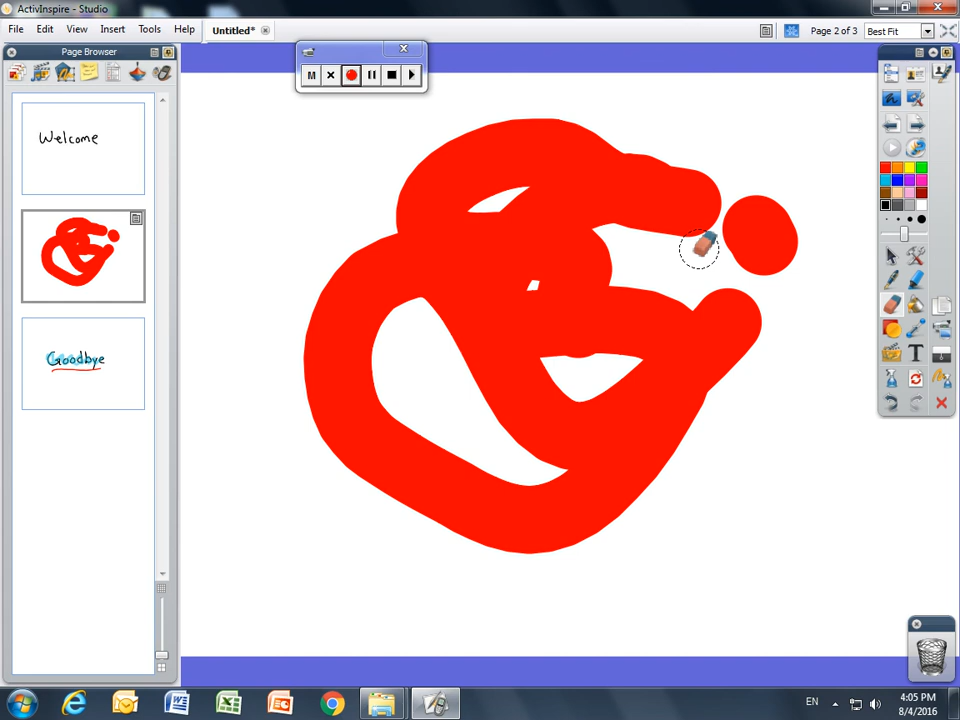 ActivInspire - Studio
File Edit View Insert Tools Help Untitled* Page 2 of 3 Best Fit
Page Browser
M
Welcome
Goodbye
T
EN
4:05 PM
8/4/2016